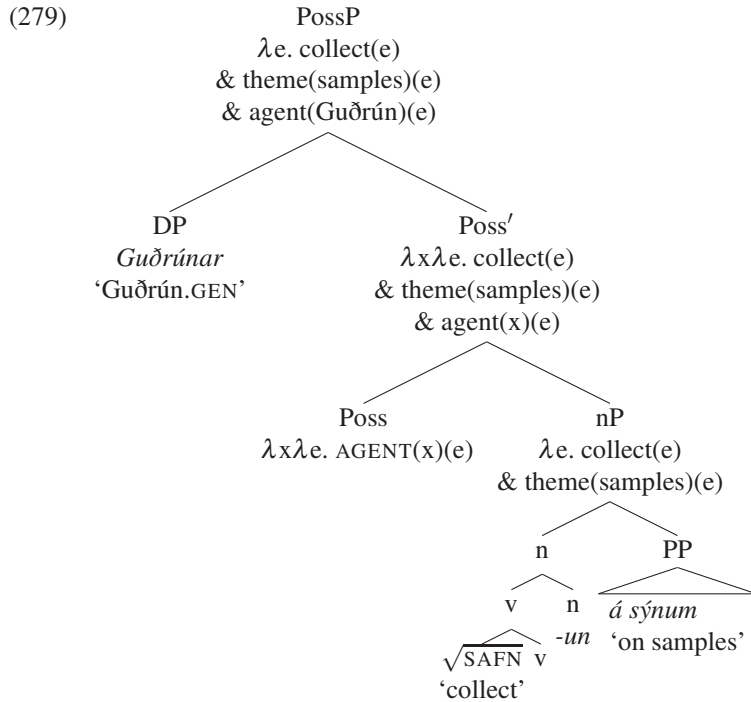 (279) PossP
λe. collect(e)
& theme(samples)(e)
& agent(Guðrún)(e)
DP Poss′
Guðrúnar λxλe. collect(e)
‘Guðrún.GEN’ & theme(samples)(e)
& agent(x)(e)
Poss nP
λxλe. AGENT(x)(e) λe. collect(e)
& theme(samples)(e)
n PP
v n á sýnum
-un ‘on samples’
√SAFN v
‘collect’